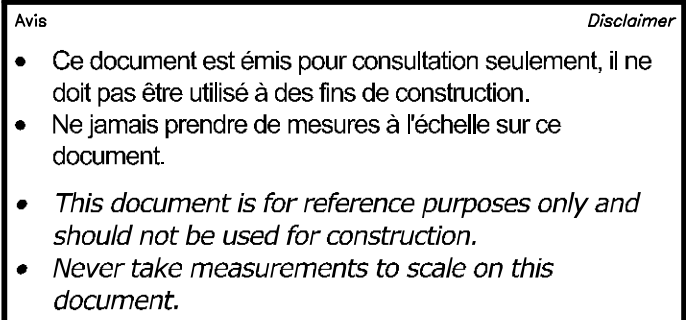 Avis Disclaimer
• Ce document est émis pour consultation seulement, il ne
doit pas être utilisé à des fins de construction.
• Ne jamais prendre de mesures à l'échelle sur ce
document.
• This document is for reference purposes only and
should not be used for construction.
• Never take measurements to scale on this
document.